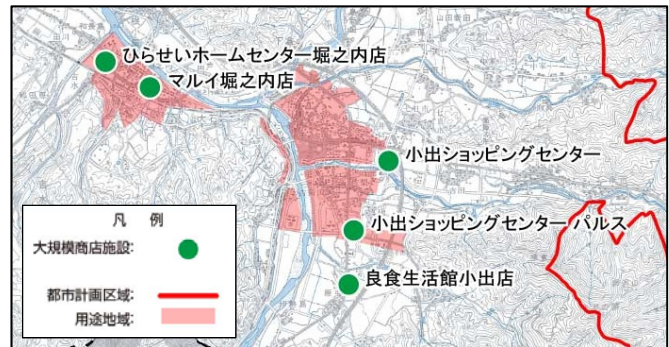 ひらせいホームセンター堀之内店
マルイ堀之内店
小出ショッピングセンター
小出ショッピングセンター パルス
良食生活館小出店
凡 例
大規模商店施設:
都市計画区域:
用途地域: